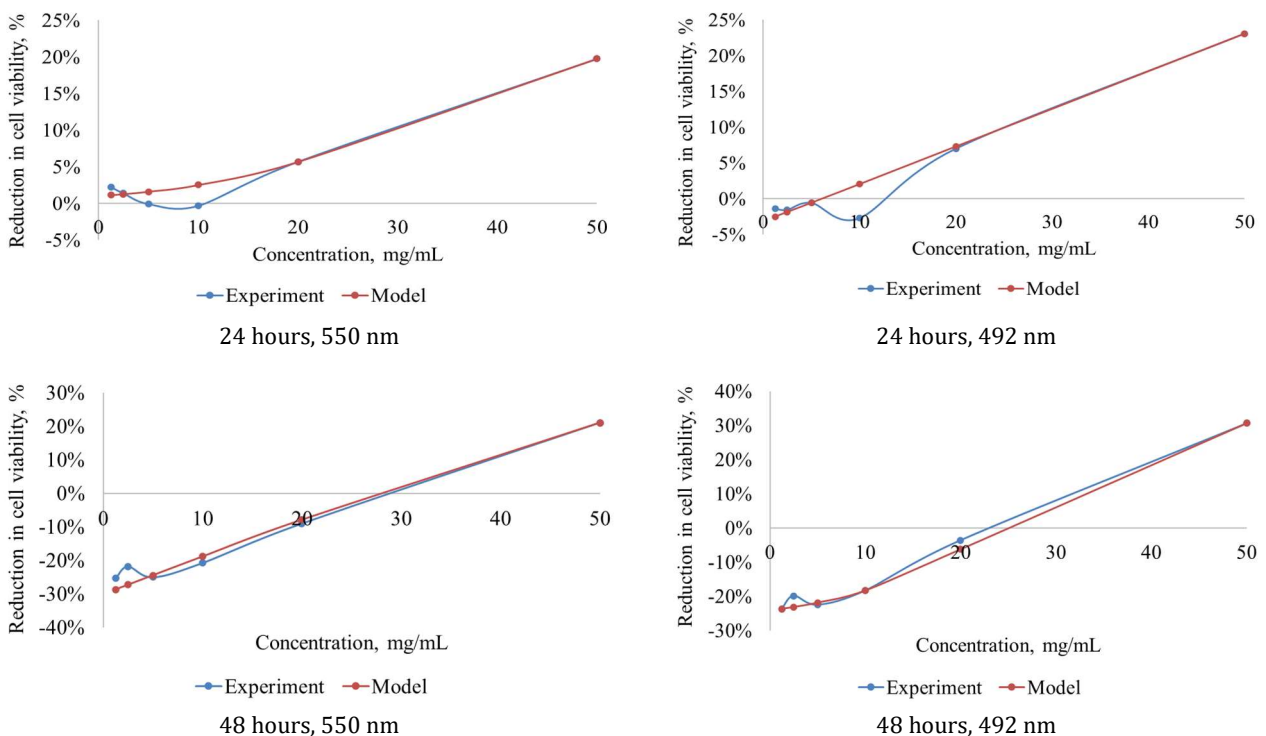 Reduction in cell viability, %
25%
20%
15%
10%
5%
0%
-5%
0 10 20 30 40 50
Concentration, mg/mL
Experiment Model
24 hours, 550 nm
Reduction in cell viability, %
25%
20%
15%
10%
5%
0%
-5%
0 10 20 30 40 50
Concentration, mg/mL
Experiment Model
24 hours, 492 nm
Reduction in cell viability, %
30%
20%
10%
0%
-10%
-20%
-30%
-40%
0 10 20 30 40 50
Concentration, mg/mL
Experiment Model
48 hours, 550 nm
Reduction in cell viability, %
40%
30%
20%
10%
0%
-10%
-20%
-30%
0 10 20 30 40 50
Concentration, mg/mL
Experiment Model
48 hours, 492 nm